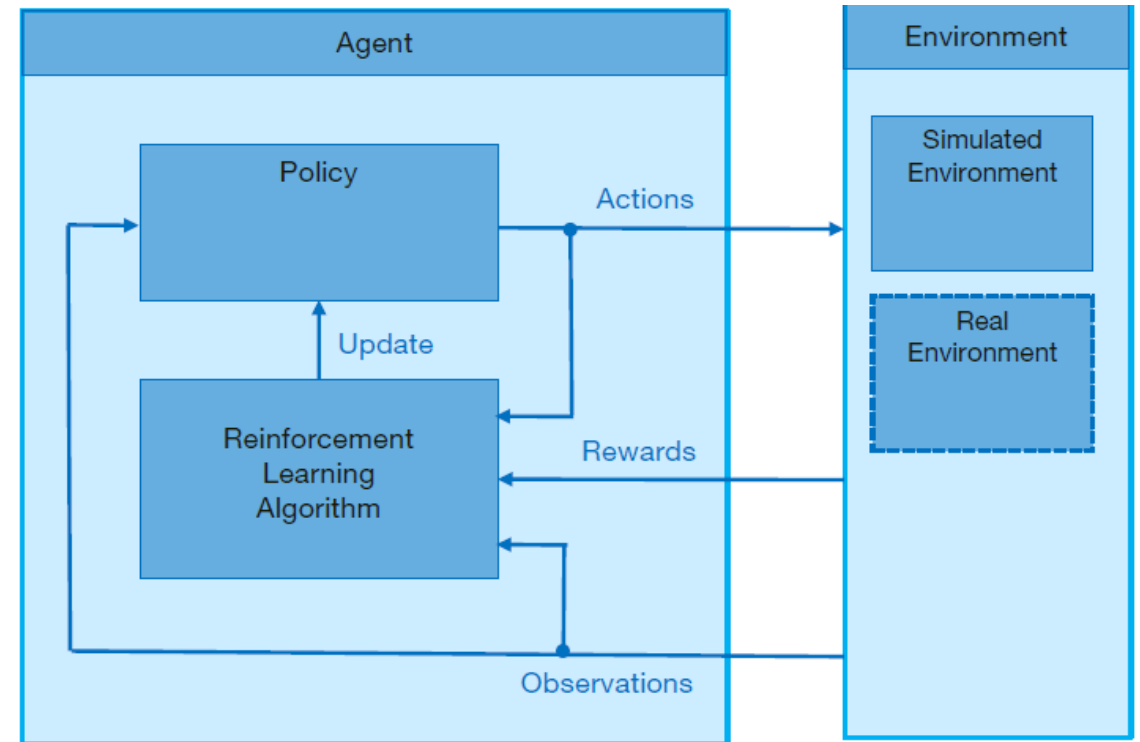 Agent
Environment
Policy
Actions
Simulated
Environment
Real
Environment
Update
Reinforcement
Learning
Algorithm
Rewards
Observations